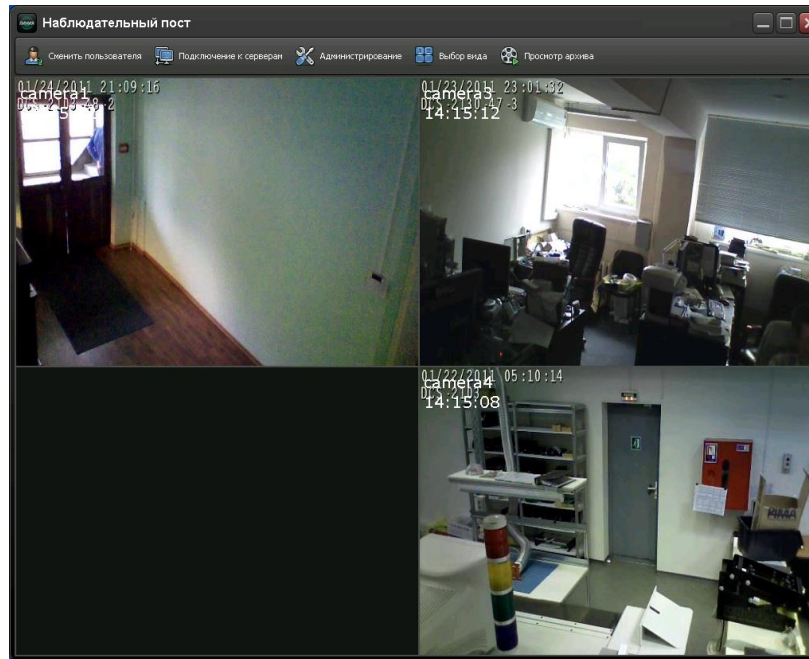 Наблюдательный пост
Сменить пользователя
Подключение к серверам
Администрирование
Выбор вида
Просмотр архива
01/24/2011 21:09:16
camera1
01/23/2011 23:01:32
camera3
14:15:12
01/22/2011 05:10:14
camera4
14:15:08